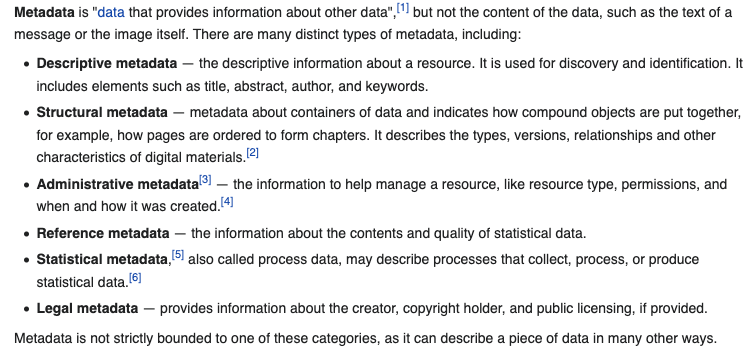 Metadata is "data that provides information about other data",[1] but not the content of the data, such as the text of a
message or the image itself. There are many distinct types of metadata, including:
• Descriptive metadata — the descriptive information about a resource. It is used for discovery and identification. It
includes elements such as title, abstract, author, and keywords.
• Structural metadata — metadata about containers of data and indicates how compound objects are put together,
for example, how pages are ordered to form chapters. It describes the types, versions, relationships and other
characteristics of digital materials.[2]
• Administrative metadata[3] — the information to help manage a resource, like resource type, permissions, and
when and how it was created.[4]
• Reference metadata — the information about the contents and quality of statistical data.
• Statistical metadata,[5] also called process data, may describe processes that collect, process, or produce
statistical data.[6]
• Legal metadata — provides information about the creator, copyright holder, and public licensing, if provided.
Metadata is not strictly bounded to one of these categories, as it can describe a piece of data in many other ways.